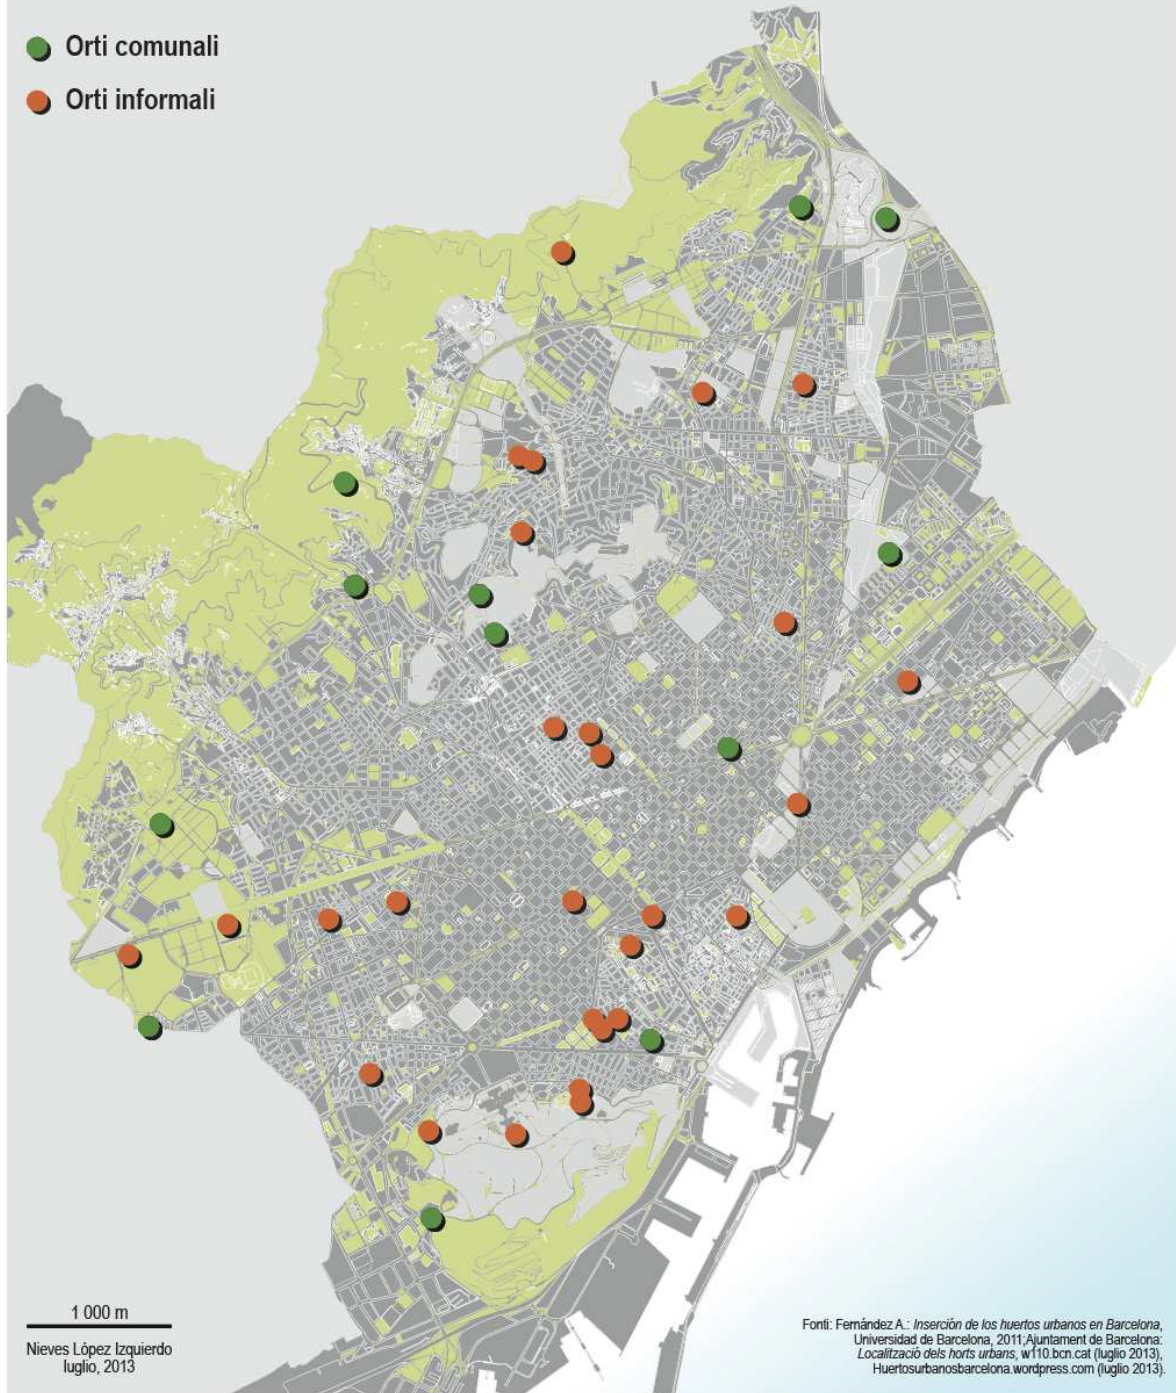 Orti comunali
Orti informali
1 000 m
Nieves López Izquierdo
luglio, 2013
Fonti: Fernández A.: Inserción de los huertos urbanos en Barcelona,
Universidad de Barcelona, 2011;Ajuntament de Barcelona:
Localització dels horts urbans, w110.bcn.cat (luglio 2013),
Huertosurbanosbarcelona.wordpress.com (luglio 2013).